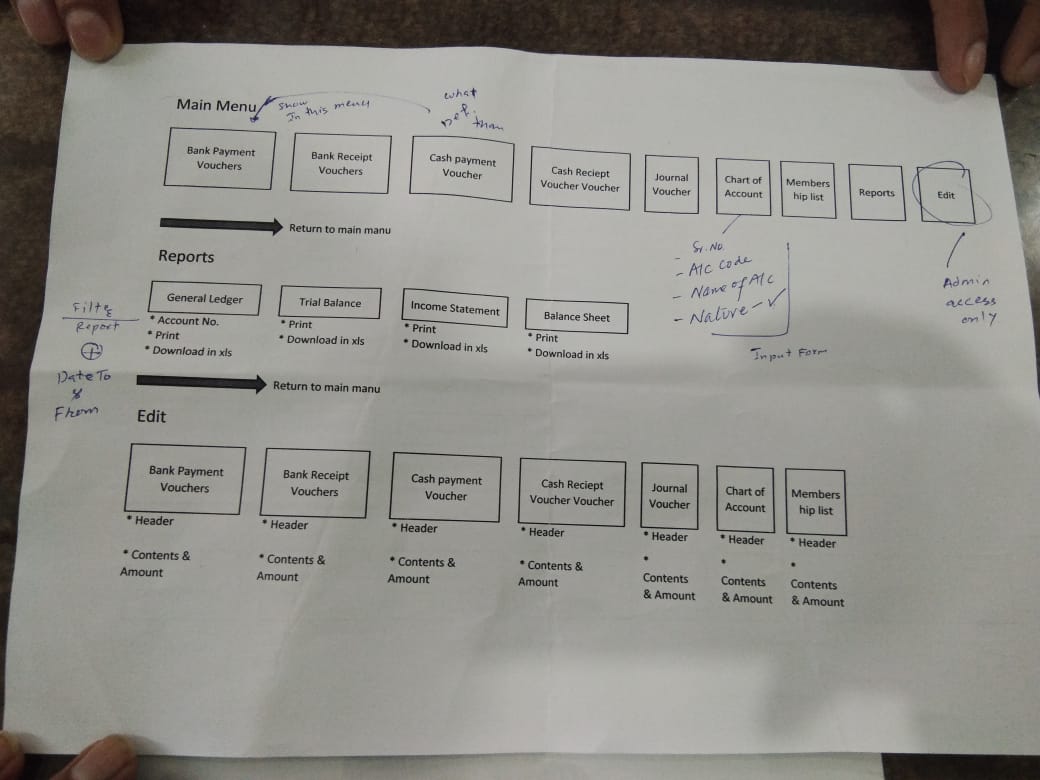 Main Menu
show
In this menu
what
&
Bank Payment
Vouchers
Bank Receipt
Vouchers
Cash payment
Voucher
Cash Reciept
Voucher Voucher
Journal
Voucher
Chart of
Account
Members
hip list
Reports
Edit
Return to main manu
Sr. No.
- A/C Code
- Name of A/C
- Nature - ✓
Input Form
Admin
access
only
Reports
General Ledger
* Account No.
* Print
* Download in xls
Trial Balance
* Print
* Download in xls
Income Statement
* Print
* Download in xls
Balance Sheet
* Print
* Download in xls
Report
Date To
&
From
Return to main manu
Edit
Bank Payment
Vouchers
* Header
* Contents &
Amount
Bank Receipt
Vouchers
* Header
* Contents &
Amount
Cash payment
Voucher
* Header
* Contents &
Amount
Cash Reciept
Voucher Voucher
* Header
* Contents &
Amount
Journal
Voucher
* Header
*
Contents
& Amount
Chart of
Account
* Header
*
Contents
& Amount
Members
hip list
* Header
*
Contents
& Amount